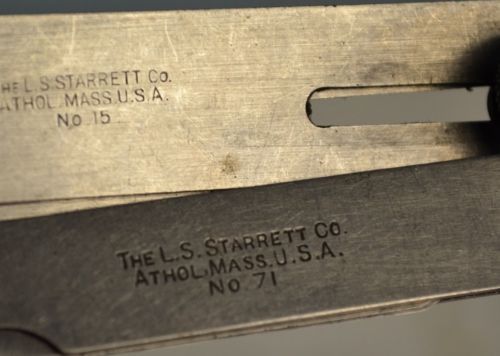 THE L.S. STARRETT CO.
ATHOL, MASS. U.S.A.
No 15
THE L.S. STARRETT CO.
ATHOL, MASS. U.S.A.
No 71